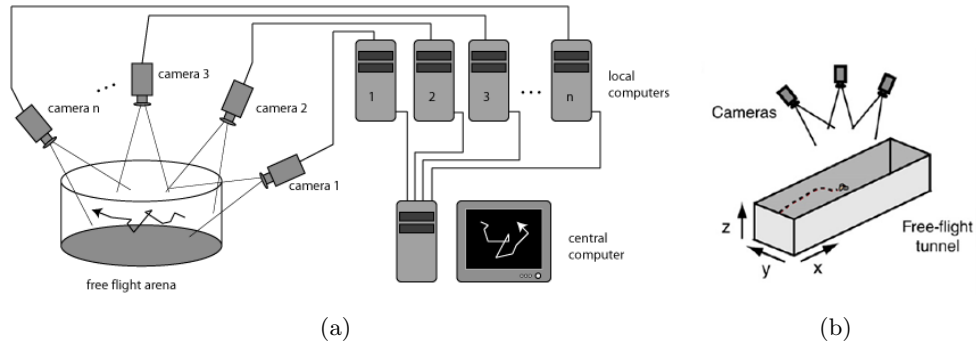 camera n
camera 3
camera 2
camera 1
free flight arena
1
2
3
n
local
computers
central
computer
(a)
Cameras
z
y
x
Free-flight
tunnel
(b)